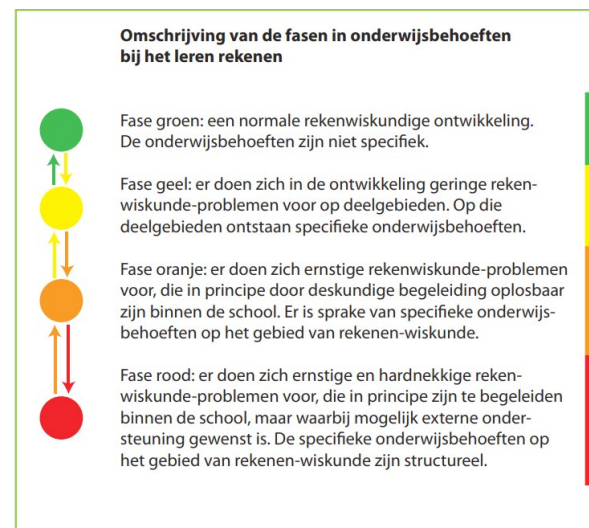 Omschrijving van de fasen in onderwijsbehoeften
bij het leren rekenen
Fase groen: een normale rekenwiskundige ontwikkeling.
De onderwijsbehoeften zijn niet specifiek.
Fase geel: er doen zich in de ontwikkeling geringe reken-
wiskunde-problemen voor op deelgebieden. Op die
deelgebieden ontstaan specifieke onderwijsbehoeften.
Fase oranje: er doen zich ernstige rekenwiskunde-problemen
voor, die in principe door deskundige begeleiding oplosbaar
zijn binnen de school. Er is sprake van specifieke onderwijs-
behoeften op het gebied van rekenen-wiskunde.
Fase rood: er doen zich ernstige en hardnekkige reken-
wiskunde-problemen voor, die in principe zijn te begeleiden
binnen de school, maar waarbij mogelijk externe onder-
steuning gewenst is. De specifieke onderwijsbehoeften op
het gebied van rekenen-wiskunde zijn structureel.